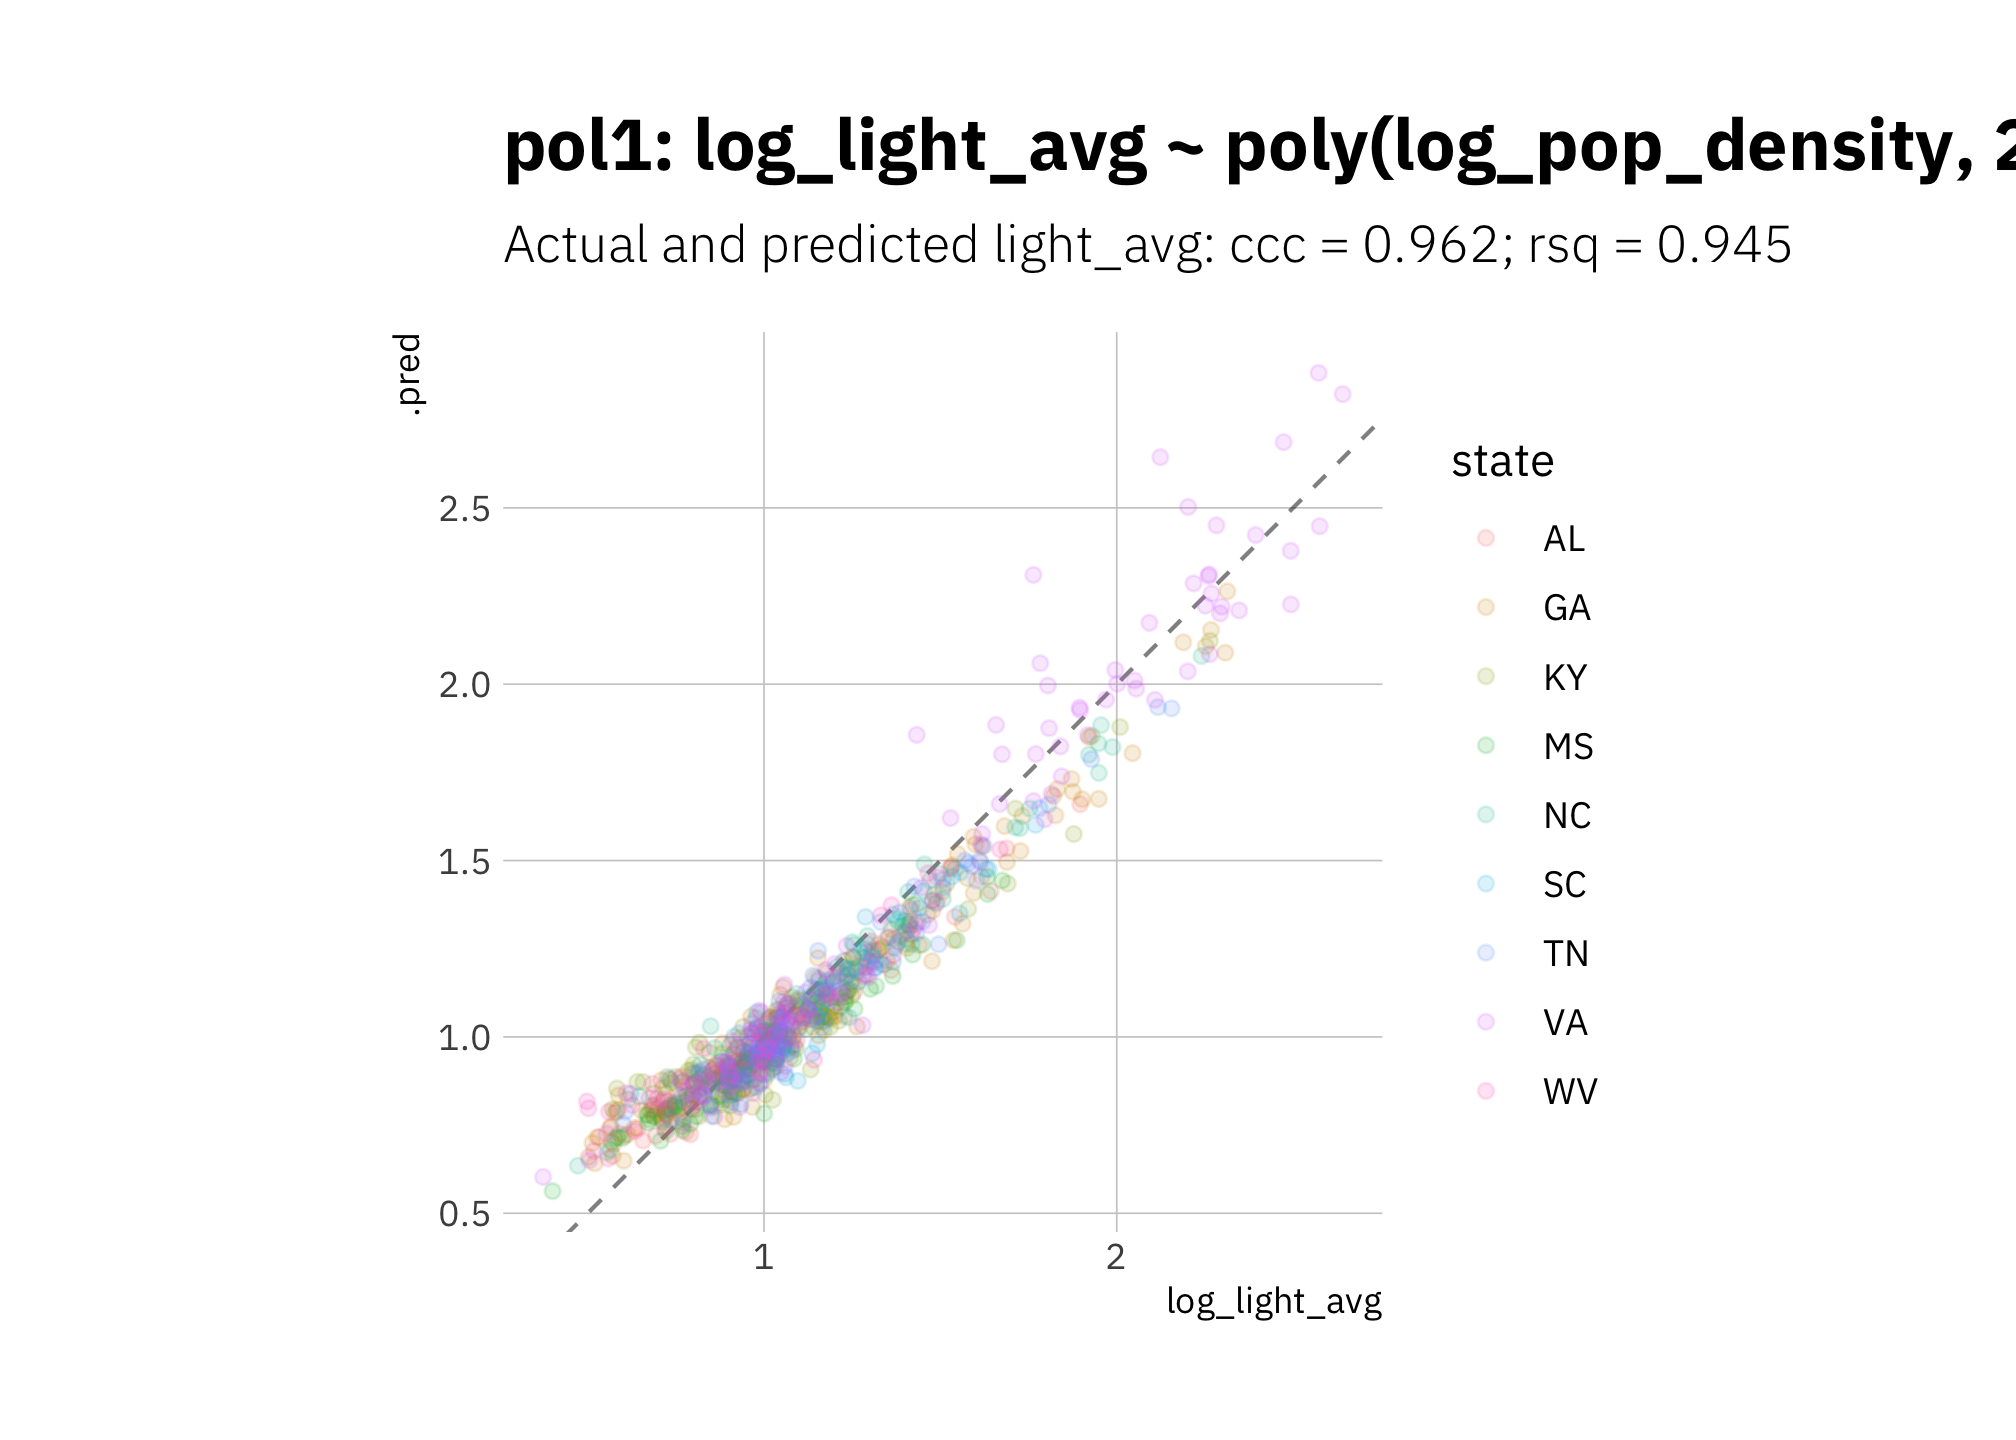 pol1: log_light_avg ~ poly(log_pop_density, 2
Actual and predicted light_avg: ccc = 0.962; rsq = 0.945
.pred
2.5
2.0
1.5
1.0
0.5
1
2
log_light_avg
state
AL
GA
KY
MS
NC
SC
TN
VA
WV